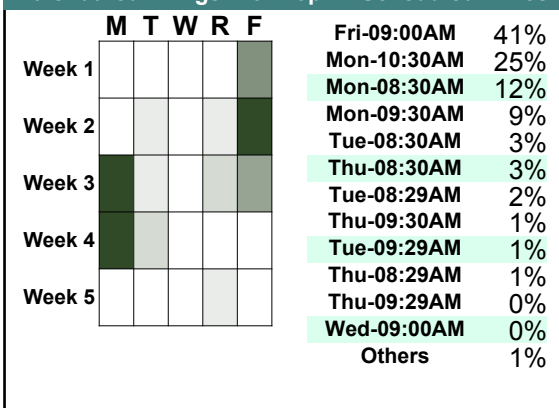 M T W R F
Week 1
Week 2
Week 3
Week 4
Week 5
Fri-09:00AM 41%
Mon-10:30AM 25%
Mon-08:30AM 12%
Mon-09:30AM 9%
Tue-08:30AM 3%
Thu-08:30AM 3%
Tue-08:29AM 2%
Thu-09:30AM 1%
Tue-09:29AM 1%
Thu-08:29AM 1%
Thu-09:29AM 0%
Wed-09:00AM 0%
Others 1%